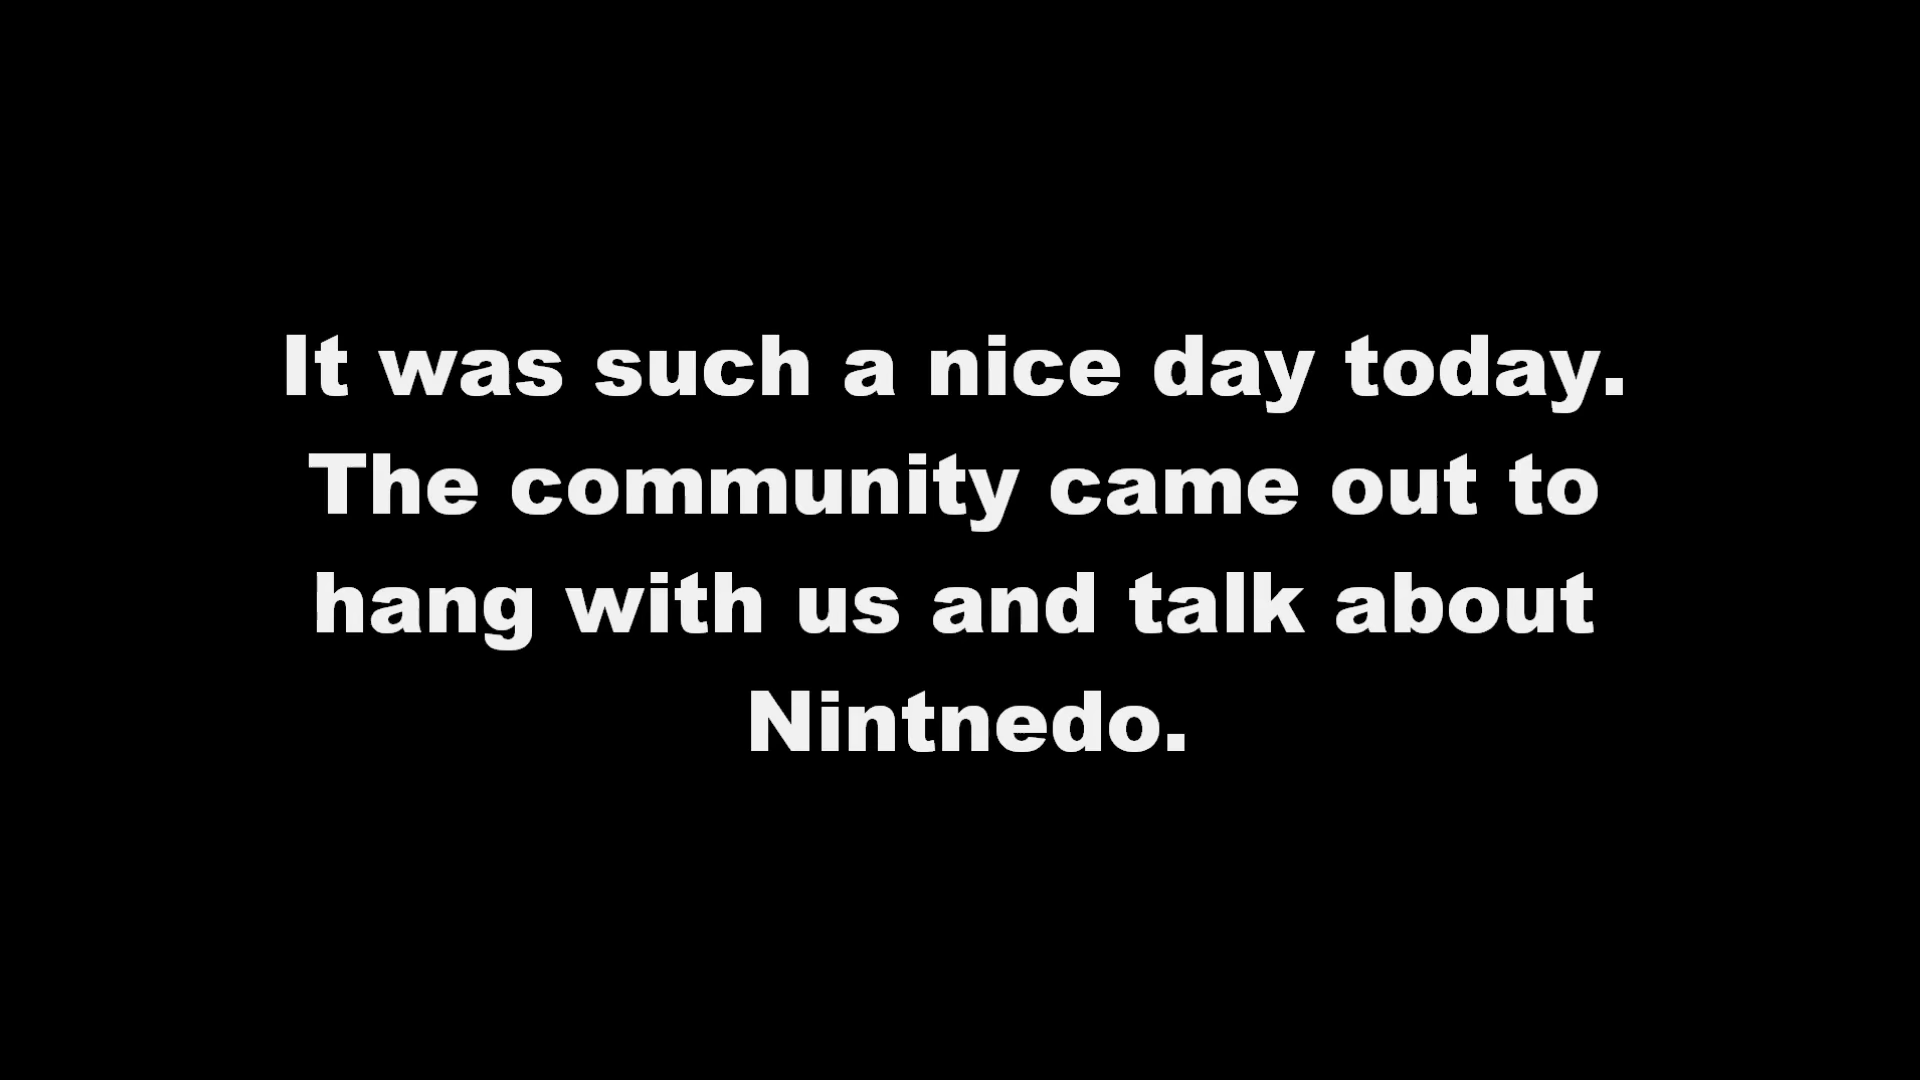 It was such a nice day today.
The community came out to
hang with us and talk about
Nintnedo.